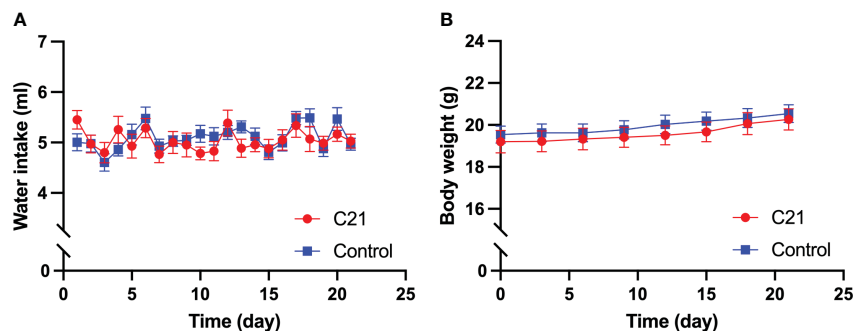 A
Water intake (ml)
7
6
5
4
0
0 5 10 15 20 25
Time (day)
C21
Control
B
Body weight (g)
24
22
20
18
16
0
0 5 10 15 20 25
Time (day)
C21
Control